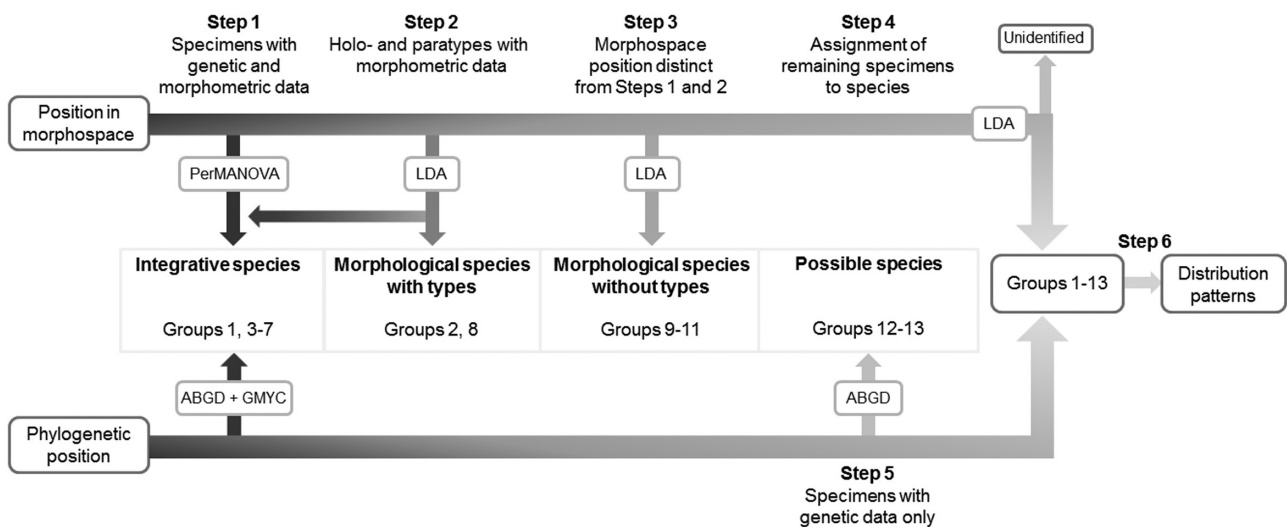 Step 1
Specimens with
genetic and
morphometric data
Step 2
Holo- and paratypes with
morphometric data
Step 3
Morphospace
position distinct
from Steps 1 and 2
Step 4
Assignment of
remaining specimens
to species
Unidentified
Position in
morphospace
LDA
PerMANOVA
LDA
LDA
Integrative species
Groups 1, 3-7
Morphological species
with types
Groups 2, 8
Morphological species
without types
Groups 9-11
Possible species
Groups 12-13
Groups 1-13
Step 6
Distribution
patterns
ABGD + GMYC
ABGD
Phylogenetic
position
Step 5
Specimens with
genetic data only